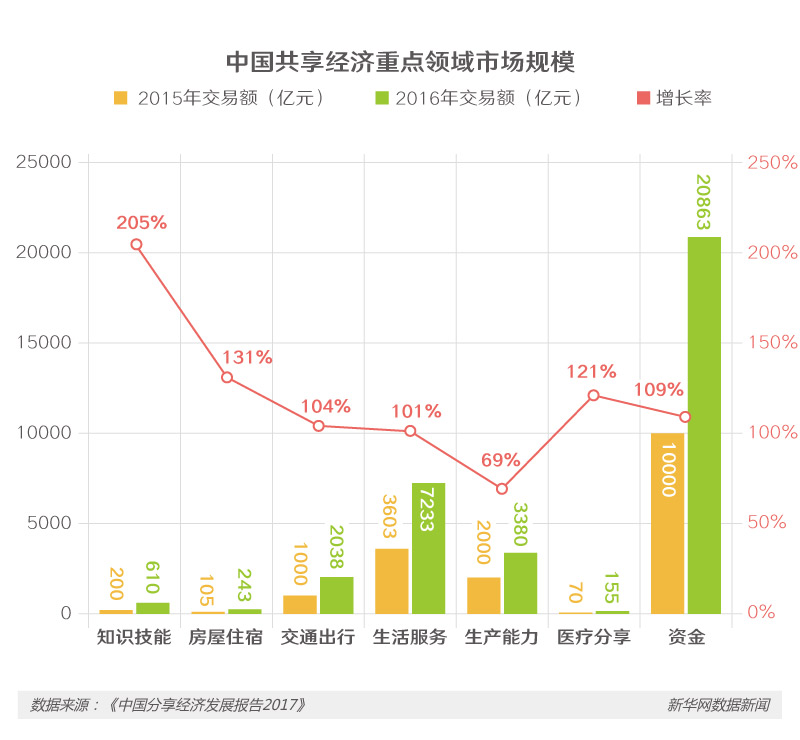 中国共享经济重点领域市场规模
2015年交易额（亿元） 2016年交易额（亿元） 增长率
25000 250%
20863
205%
20000 200%
15000 150%
131% 121%
104% 101% 109%
10000 100%
10000
69%
7233
3603 3380
5000 2000 50%
2038
1000
200 610 105 243 70 155
0 0%
知识技能 房屋住宿 交通出行 生活服务 生产能力 医疗分享 资金
数据来源：《中国分享经济发展报告2017》 新华网数据新闻